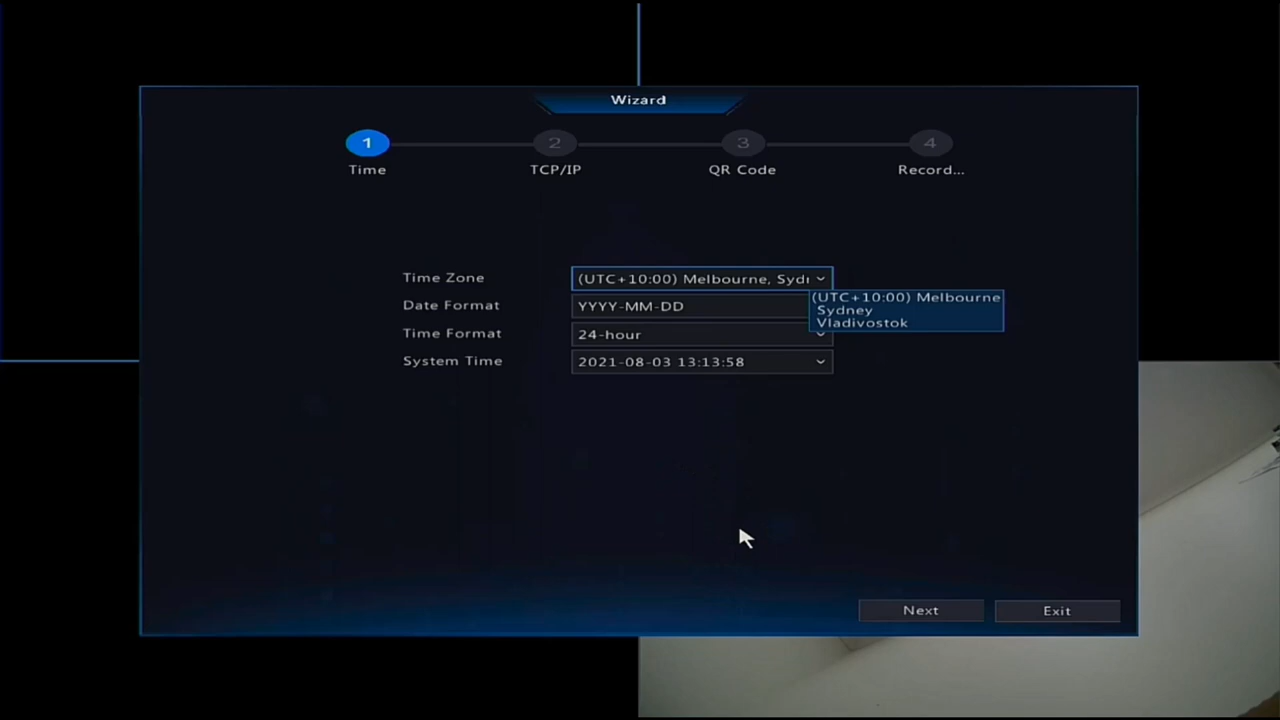 Wizard
1 2 3 4
Time TCP/IP QR Code Record...
Time Zone (UTC+10:00) Melbourne, Syd
(UTC+10:00) Melbourne
Sydney
Vladivostok
Date Format YYYY-MM-DD
Time Format 24-hour
System Time 2021-08-03 13:13:58
Next Exit